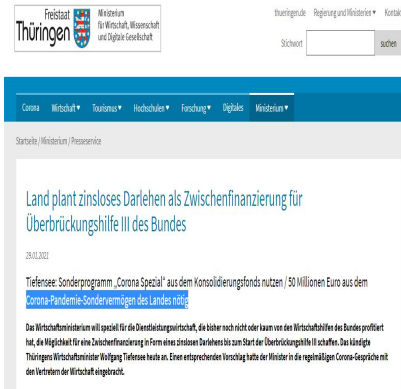 Freistaat
Thüringen
Ministerium
für Wirtschaft, Wissenschaft
und Digitale Gesellschaft
thueringen.de Regierung und Ministerien Kontakt
Stichwort suchen
Corona Wirtschaft Tourismus Hochschulen Forschung Digitales Ministerium
Startseite / Ministerium / Presseservice
Land plant zinsloses Darlehen als Zwischenfinanzierung für
Überbrückungshilfe III des Bundes
29.01.2021
Tiefensee: Sonderprogramm „Corona Spezial“ aus dem Konsolidierungsfonds nutzen / 50 Millionen Euro aus dem
Corona-Pandemie-Sondervermögen des Landes nötig
Das Wirtschaftsministerium will speziell für die Dienstleistungswirtschaft, die bisher noch nicht oder kaum von den Wirtschaftshilfen des Bundes profitiert
hat, die Möglichkeit für eine Zwischenfinanzierung in Form eines zinslosen Darlehens bis zum Start der Überbrückungshilfe III schaffen. Das kündigte
Thüringens Wirtschaftsminister Wolfgang Tiefensee heute an. Einen entsprechenden Vorschlag hatte der Minister in die regelmäßigen Corona-Gespräche mit
den Vertretern der Wirtschaft eingebracht.